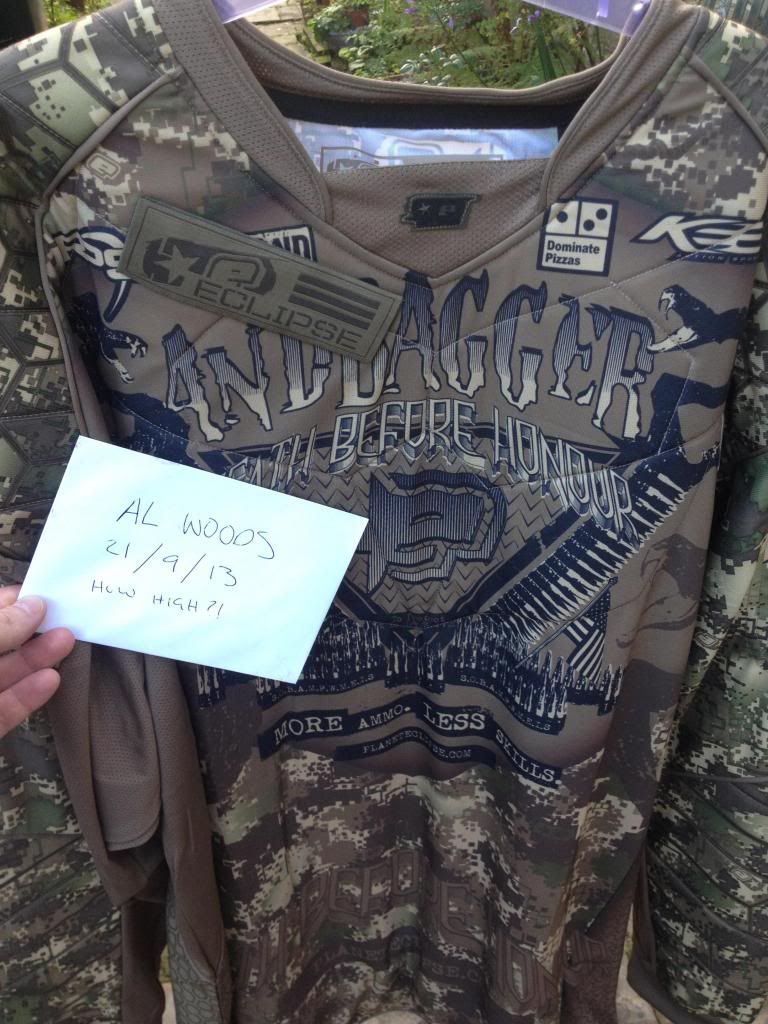 Dominate
Pizzas
KEE
ECLIPSE
ANDDAGGER
BEFORE HONOUR
AL WOODS
21/9/13
HOW HIGH?!
MORE AMMO. LESS SKILLS.
PLANETECLIPSE.COM